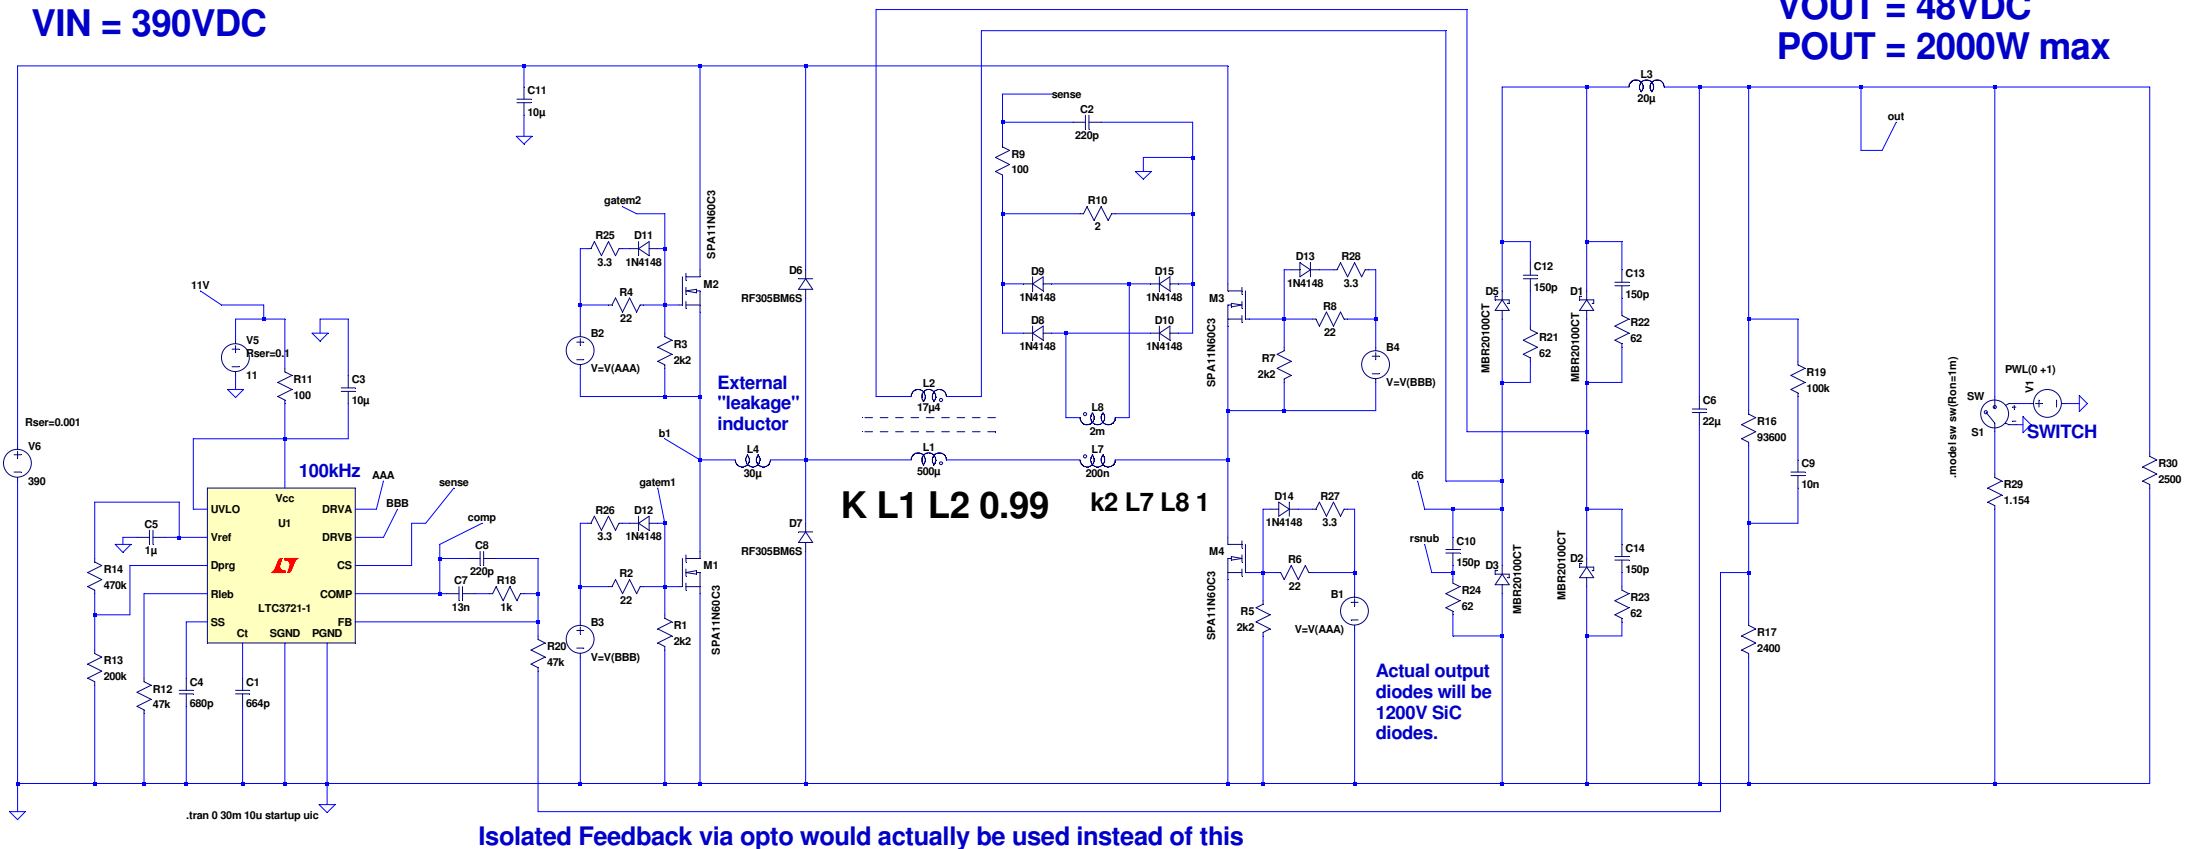 VIN = 390VDC
VOUT = 48VDC
POUT = 2000W max
C11
10µ
sense
C2
220p
R9
100
R10
2
D9
1N4148
D15
1N4148
D8
1N4148
D10
1N4148
L3
20µ
out
gatem2
R25
3.3
D11
1N4148
R4
22
M2
SPA11N60C3
B2
V=V(AAA)
R3
2k2
D6
RF305BM6S
D13
1N4148
R28
3.3
M3
SPA11N60C3
R8
22
R7
2k2
B4
V=V(BBB)
D5
MBR20100CT
C12
150p
R21
62
D1
MBR20100CT
C13
150p
R22
62
11V
V5
Rser=0.1
11
R11
100
C3
10µ
External
"leakage"
inductor
b1
L4
30µ
L2
17µ4
L1
500µ
L8
2m
L7
200n
K L1 L2 0.99
k2 L7 L8 1
C6
22µ
R16
93600
R19
100k
C9
10n
.model sw sw(Ron=1m)
PWL(0 +1)
V1
SW
S1
SWITCH
R29
1.154
R30
2500
Rser=0.001
V6
390
100kHz
AAA
BBB
sense
comp
UVLO
Vcc
DRVA
U1
Vref
DRVB
Dprg
CS
Rleb
COMP
LTC3721-1
SS
FB
Ct
SGND
PGND
C5
1µ
R14
470k
R13
200k
R12
47k
C4
680p
C1
664p
C8
220p
C7
13n
R18
1k
R20
47k
gatem1
R26
3.3
D12
1N4148
R2
22
M1
SPA11N60C3
B3
V=V(BBB)
R1
2k2
D7
RF305BM6S
D14
1N4148
R27
3.3
M4
SPA11N60C3
R6
22
R5
2k2
B1
V=V(AAA)
d6
rsnub
C10
150p
R24
62
D3
MBR20100CT
D2
MBR20100CT
C14
150p
R23
62
R17
2400
Actual output
diodes will be
1200V SiC
diodes.
.tran 0 30m 10u startup uic
Isolated Feedback via opto would actually be used instead of this